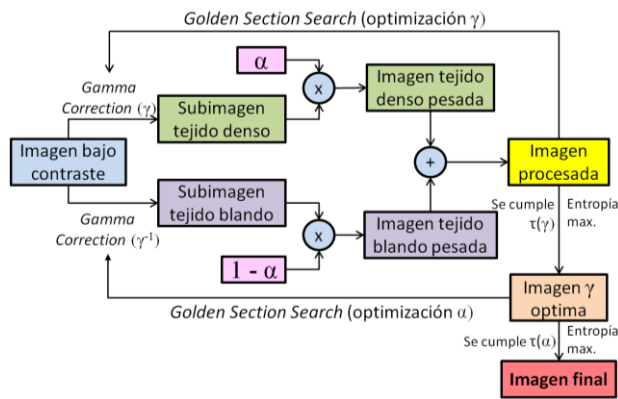 Golden Section Search (optimización γ)
α
Gamma
Correction (γ)
x
Imagen tejido
denso pesada
Subimagen
tejido denso
Imagen bajo
contraste
+
Imagen
procesada
Subimagen
tejido blando
Se cumple
τ(γ)
Entropía
max.
Gamma
Correction (γ⁻¹)
x
Imagen tejido
blando pesada
1 - α
Imagen γ
optima
Golden Section Search (optimización α)
Se cumple τ(α)
Entropía
max.
Imagen final